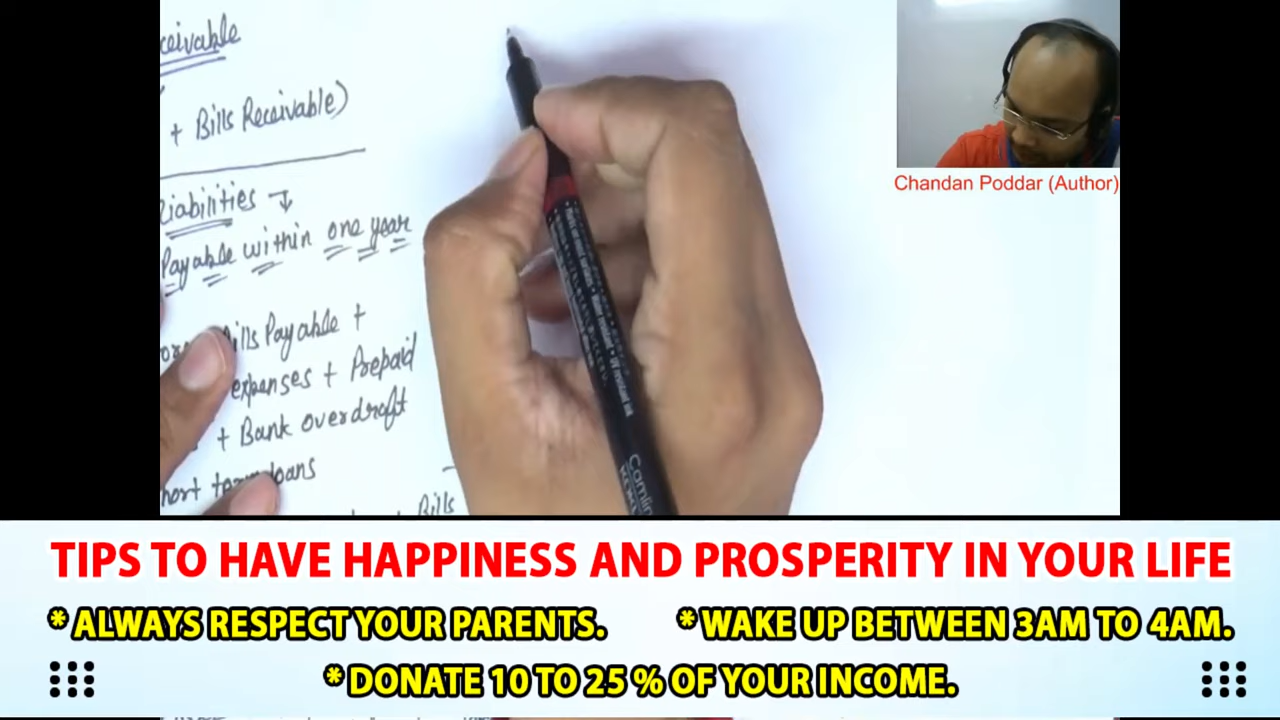 ceivable
+ Bills Receivable)
Liabilities
Payable within one year
Bills Payable +
expenses + Prepaid
+ Bank overdraft
hort term loans
Bills
Chandan Poddar (Author)
TIPS TO HAVE HAPPINESS AND PROSPERITY IN YOUR LIFE
* ALWAYS RESPECT YOUR PARENTS. * WAKE UP BETWEEN 3AM TO 4AM.
* DONATE 10 TO 25 % OF YOUR INCOME.